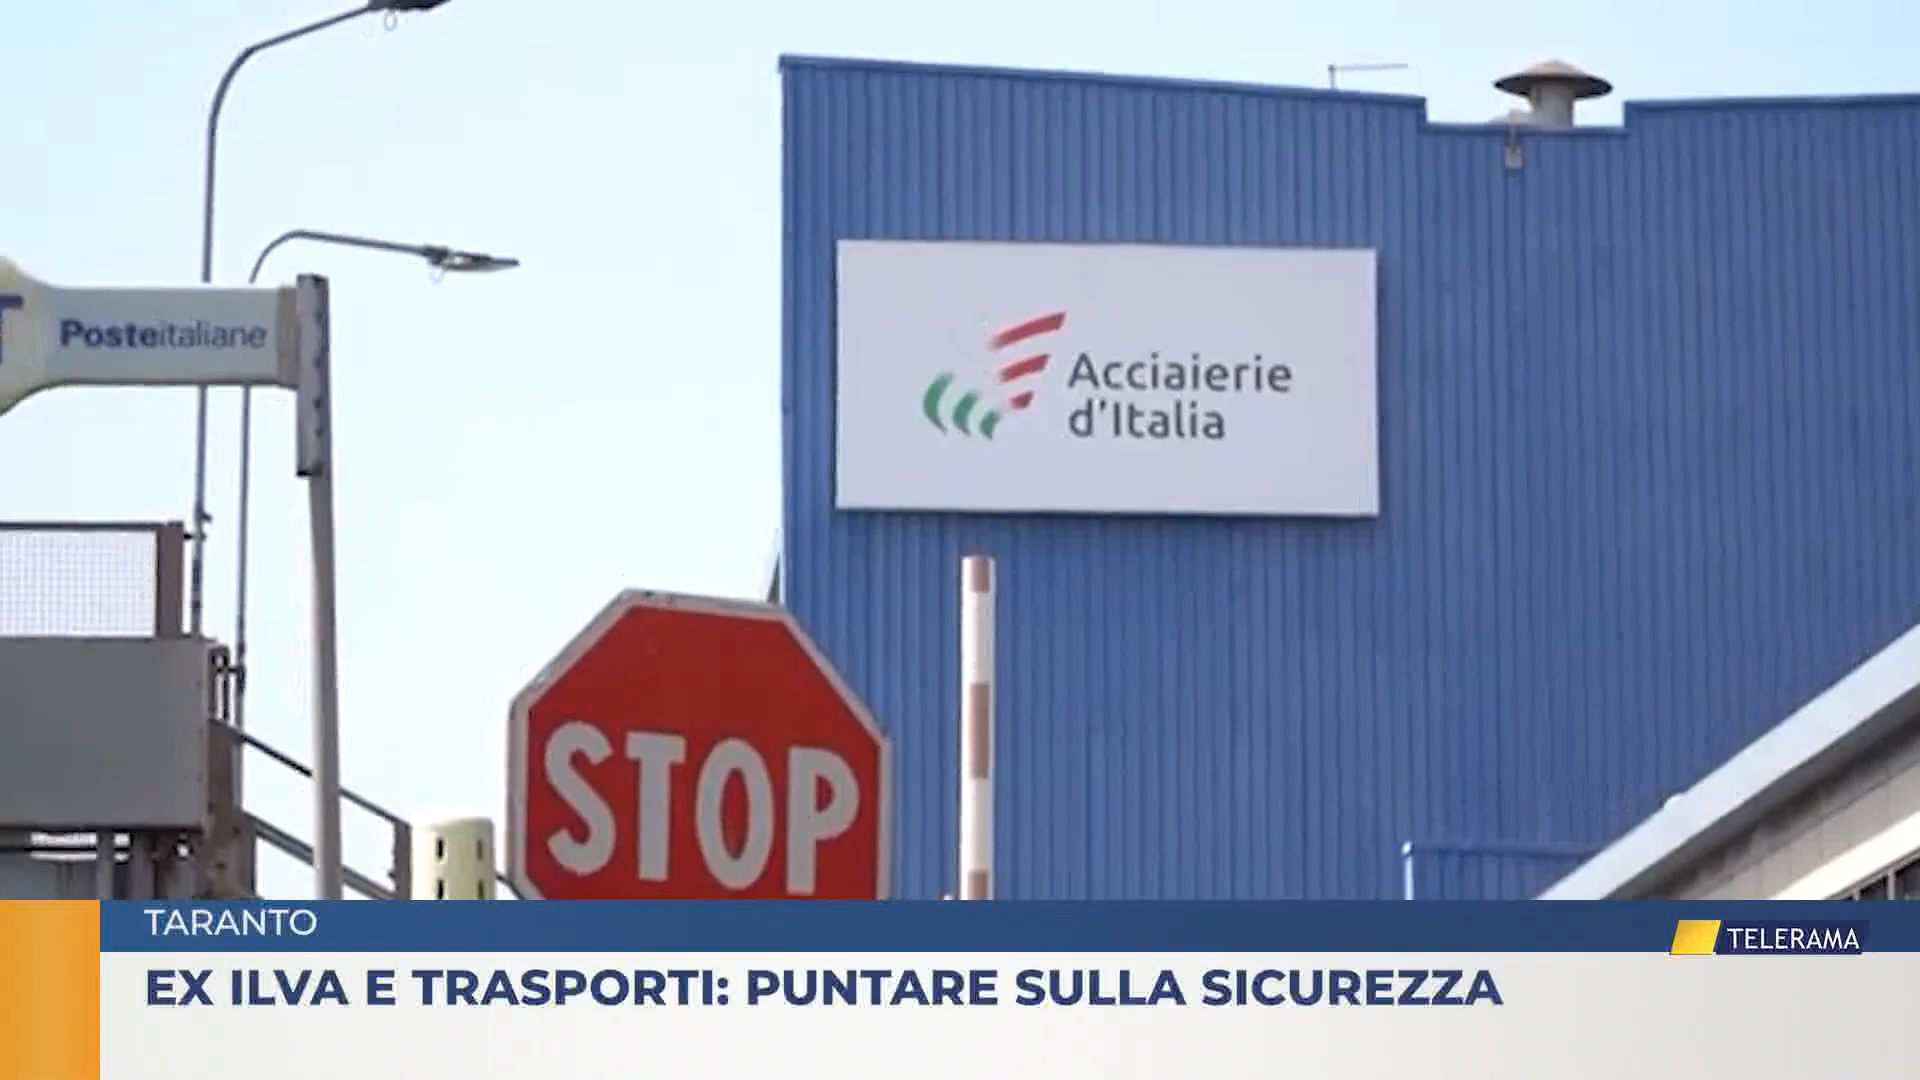 Posteitaliane
Acciaierie
d'Italia
STOP
TARANTO
TELERAMA
EX ILVA E TRASPORTI: PUNTARE SULLA SICUREZZA